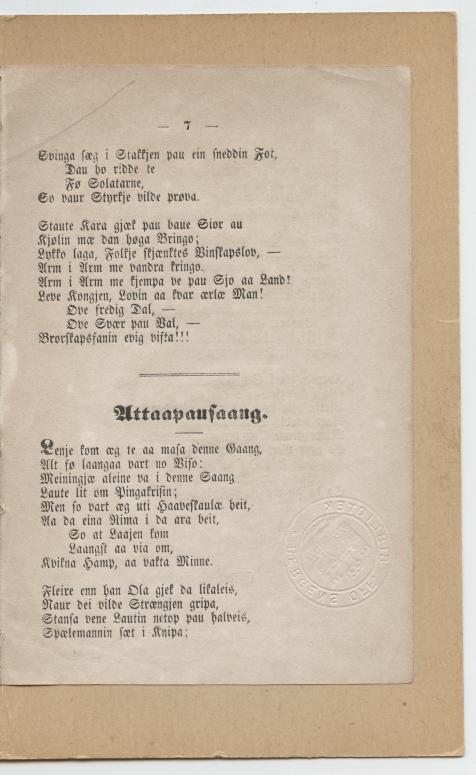 — 7 —
Svinga sæg i Stakkjen pau ein sneddin Fot,
Dau ho ridde te
Fø Solatarne,
So vaur Styrkje vilde prøva.
Staute Kara gjæk pau baue Sior au
Kjølin mæ dan høga Bringo;
Lykko laga, Folkje skjænktes Vinskapslov, —
Arm i Arm me vandra kringo.
Arm i Arm me kjempa ve pau Sjo aa Land!
Leve Kongjen, Lovin aa kvar ærlæ Man!
Ove fredig Dal, —
Ove Svær pau Val, —
Brorskapsfanin evig vifta!!!
Attaapausaang.
Lenje kom æg te aa masa denne Gaang,
Alt fø laangaa vart no Viso:
Meiningjæ aleine va i denne Saang
Laute lit om Pingakrisin;
Men so vart æg uti Haaveskaulæ beit,
Aa da eina Rima i da ara beit,
So at Laajen kom
Laangst aa via om,
Kvikna Hamp, aa vakta Minne.
Fleire enn han Ola gjek da likaleis,
Naur dei vilde Strængjen gripa,
Stansa vene Lautin netop pau halveis,
Spælemannin sæt i Knipa;